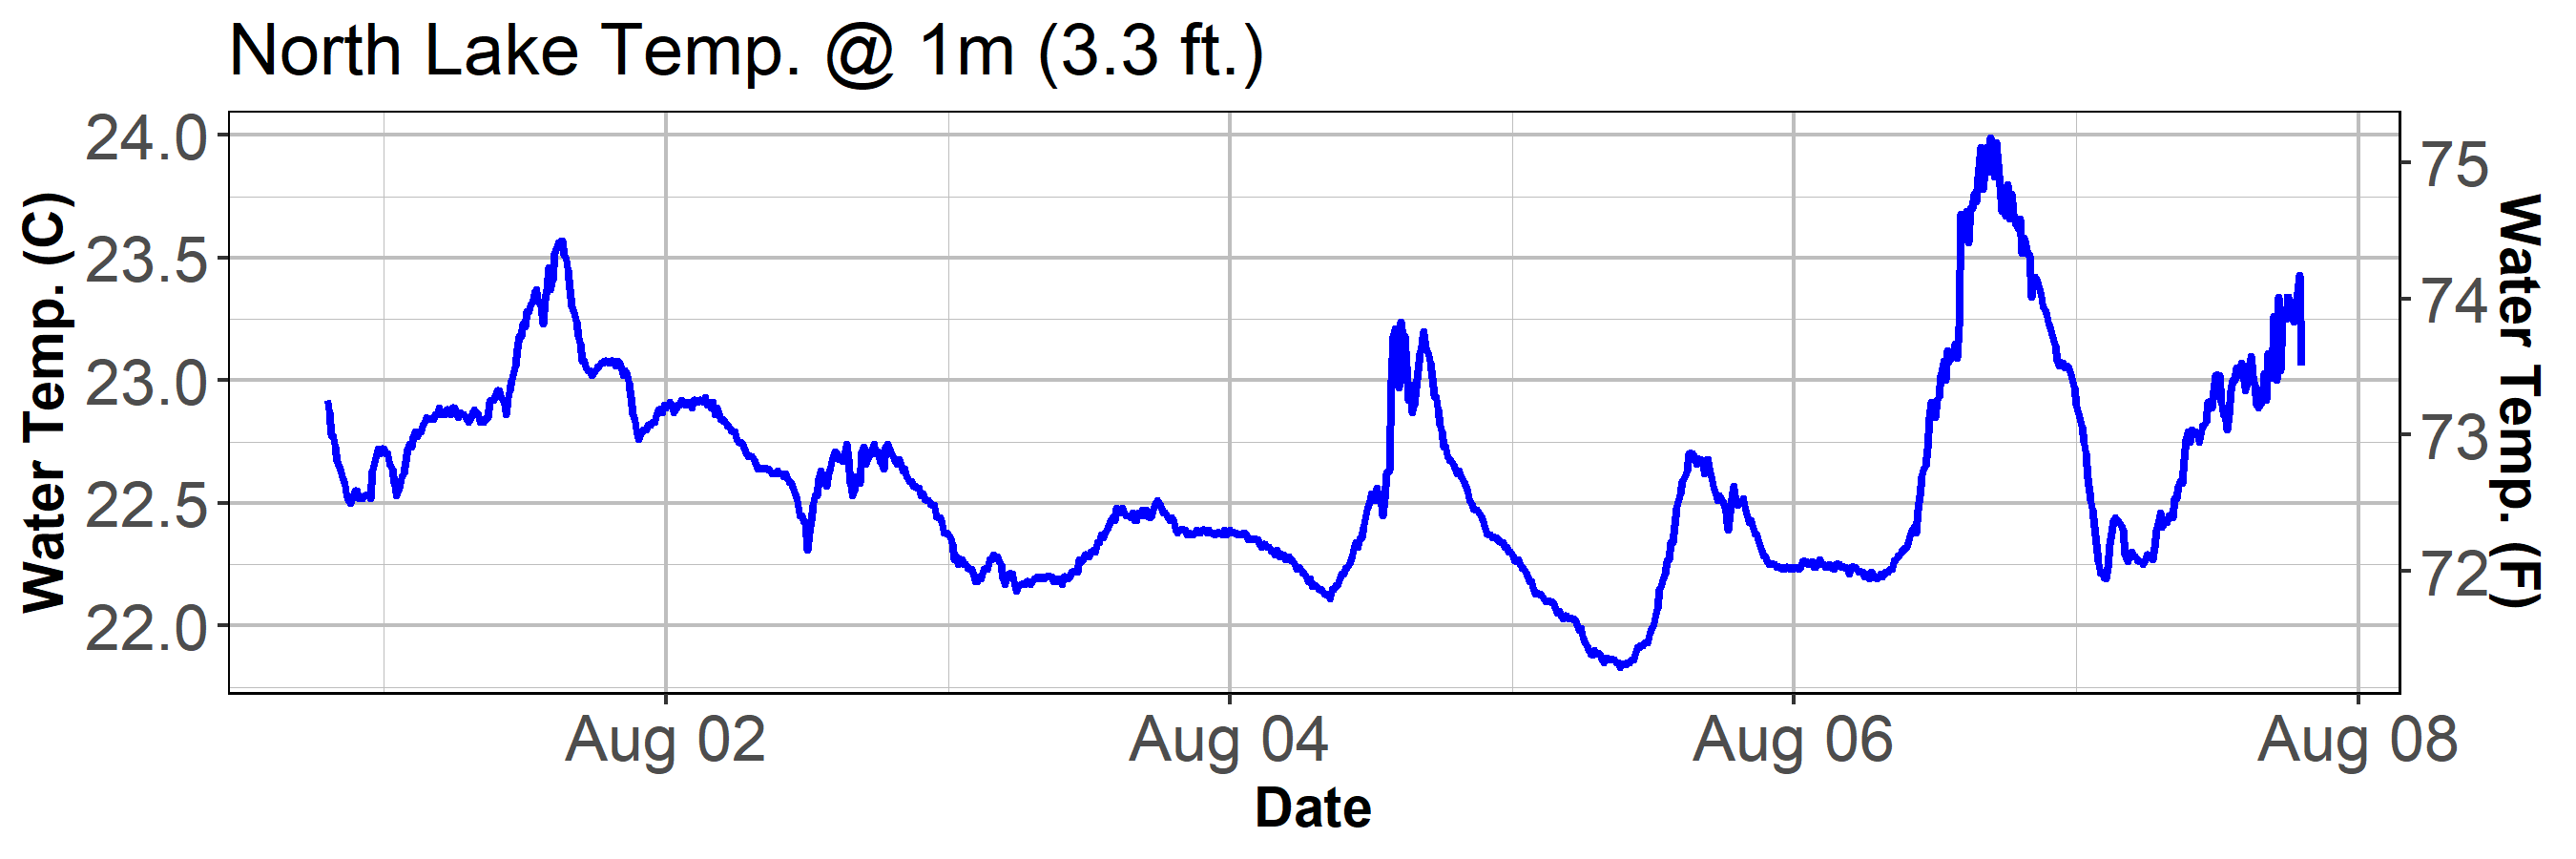 North Lake Temp. @ 1m (3.3 ft.)
Water Temp. (C)
24.0
23.5
23.0
22.5
22.0
75
74
73
72
Water Temp. (F)
Aug 02 Aug 04 Aug 06 Aug 08
Date